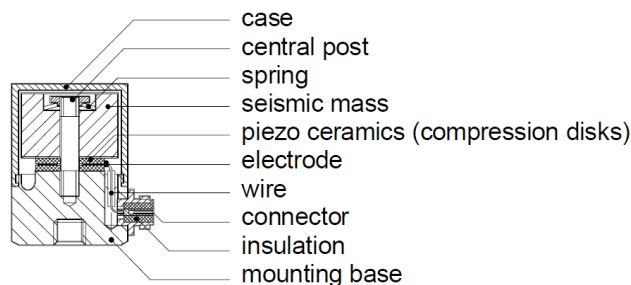 case
central post
spring
seismic mass
piezo ceramics (compression disks)
electrode
wire
connector
insulation
mounting base